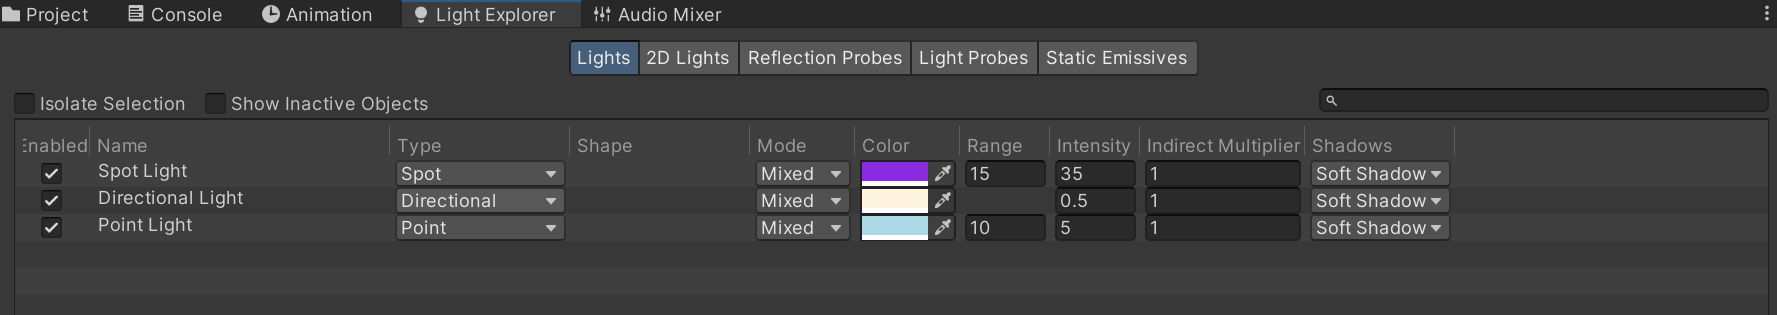 Project Console Animation Light Explorer Audio Mixer
Lights 2D Lights Reflection Probes Light Probes Static Emissives
Isolate Selection Show Inactive Objects
Enabled Name Type Shape Mode Color Range Intensity Indirect Multiplier Shadows
Spot Light Spot Mixed 15 35 1 Soft Shadow
Directional Light Directional Mixed 0.5 1 Soft Shadow
Point Light Point Mixed 10 5 1 Soft Shadow